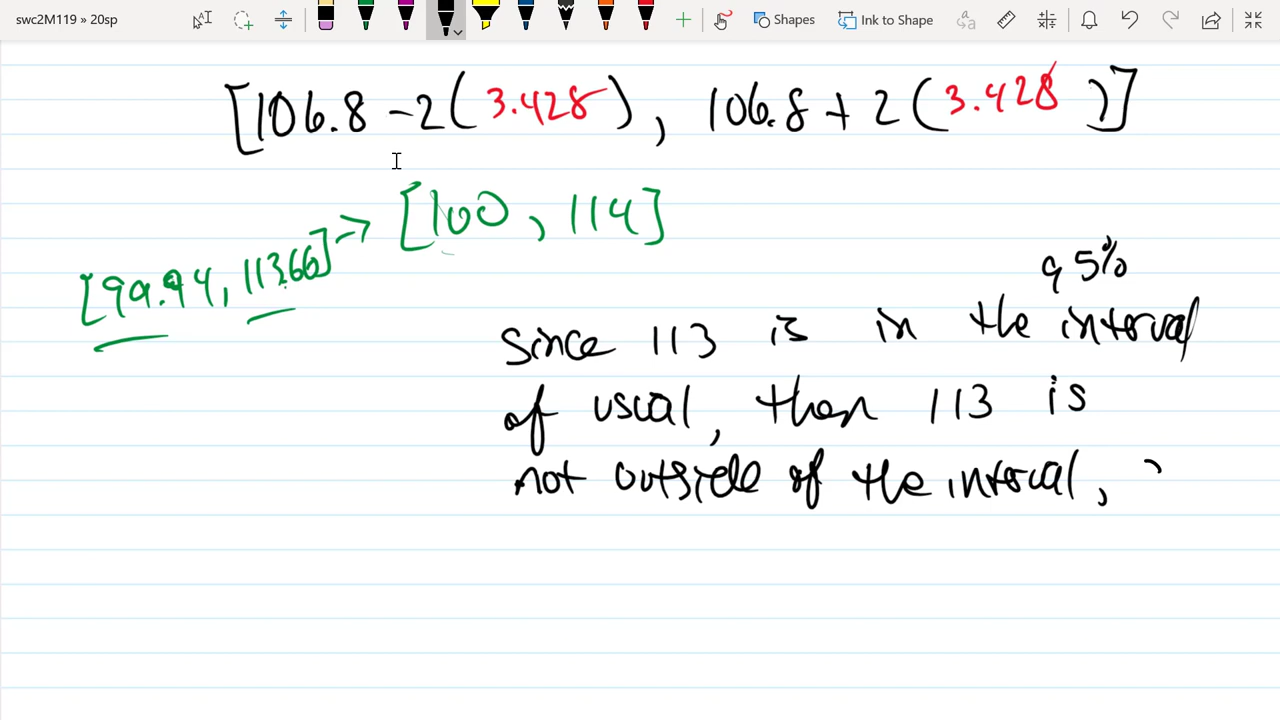 swc2M119 » 20sp
Shapes
Ink to Shape
[106.8 - 2(3.428), 106.8 + 2(3.428)]
[99.94, 113.66] → [100, 114]
95%
Since 113 is in the interval
of usual, then 113 is
not outside of the interval,